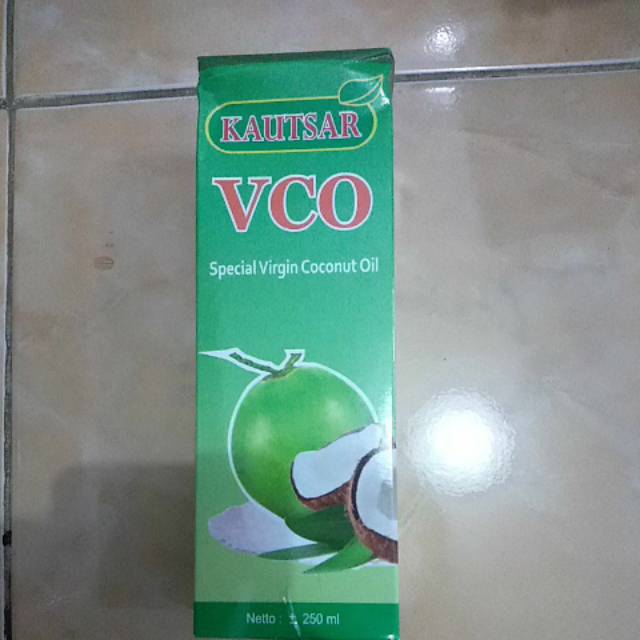 KAUTSAR
VCO
Special Virgin Coconut Oil
Netto : ± 250 ml